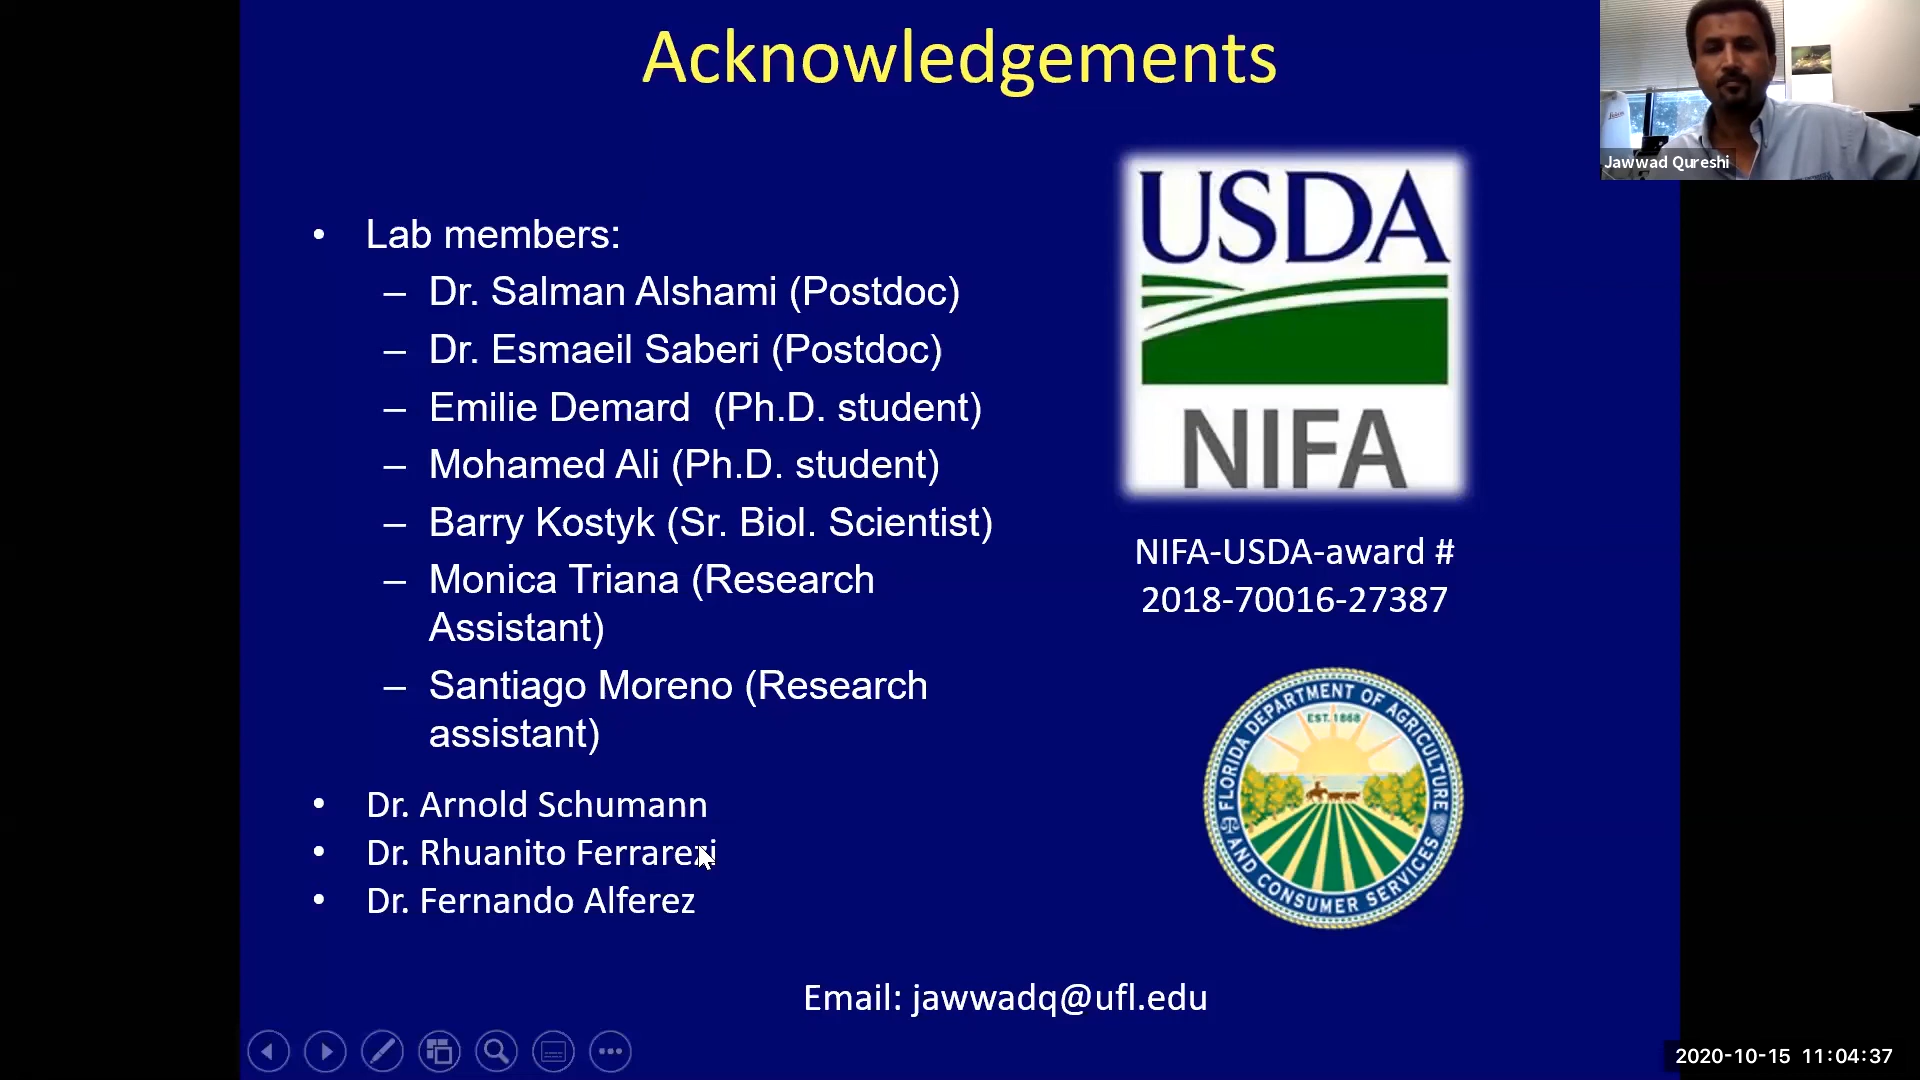 Acknowledgements
Jawwad Qureshi
• Lab members:
– Dr. Salman Alshami (Postdoc)
– Dr. Esmaeil Saberi (Postdoc)
– Emilie Demard  (Ph.D. student)
– Mohamed Ali (Ph.D. student)
– Barry Kostyk (Sr. Biol. Scientist)
– Monica Triana (Research
Assistant)
– Santiago Moreno (Research
assistant)
• Dr. Arnold Schumann
• Dr. Rhuanito Ferrarezi
• Dr. Fernando Alferez
USDA
NIFA
NIFA-USDA-award #
2018-70016-27387
FLORIDA DEPARTMENT OF AGRICULTURE
AND CONSUMER SERVICES
EST. 1868
Email: jawwadq@ufl.edu
2020-10-15 11:04:37